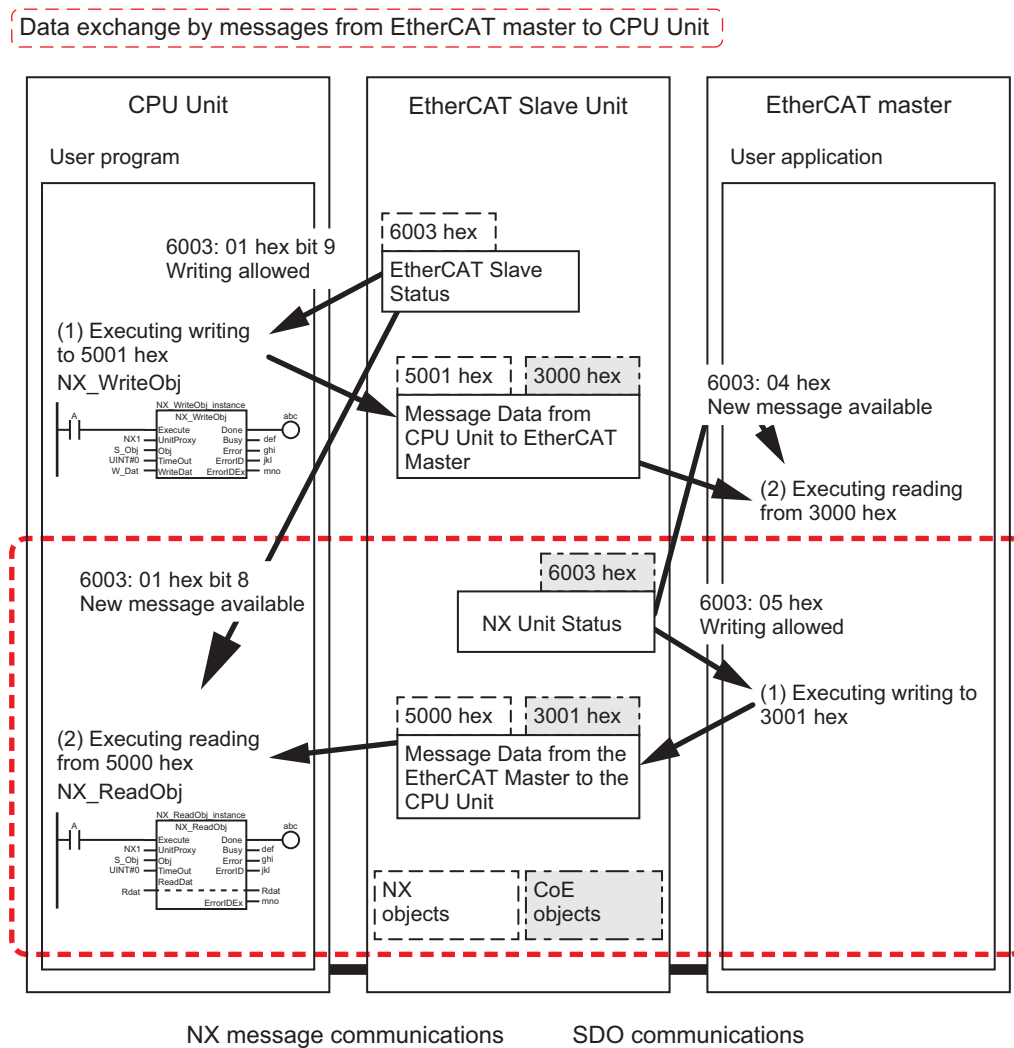 Data exchange by messages from EtherCAT master to CPU Unit
CPU Unit
EtherCAT Slave Unit
EtherCAT master
User program
User application
6003: 01 hex bit 9
Writing allowed
6003 hex
EtherCAT Slave
Status
(1) Executing writing
to 5001 hex
NX_WriteObj
NX_WriteObj_instance
NX_WriteObj
A
Execute Done
abc
NX1 UnitProxy Busy def
S_Obj Obj Error ghi
UINT#0 TimeOut ErrorID jkl
W_Dat WriteDat ErrorIDEx mno
5001 hex
3000 hex
Message Data from
CPU Unit to EtherCAT
Master
6003: 04 hex
New message available
(2) Executing reading
from 3000 hex
6003: 01 hex bit 8
New message available
6003 hex
NX Unit Status
6003: 05 hex
Writing allowed
(1) Executing writing to
3001 hex
5000 hex
3001 hex
Message Data from the
EtherCAT Master to the
CPU Unit
(2) Executing reading
from 5000 hex
NX_ReadObj
NX_ReadObj_instance
NX_ReadObj
A
Execute Done
abc
NX1 UnitProxy Busy def
S_Obj Obj Error ghi
UINT#0 TimeOut ErrorID jkl
ReadDat
Rdat Rdat
ErrorIDEx mno
NX
objects
CoE
objects
NX message communications
SDO communications